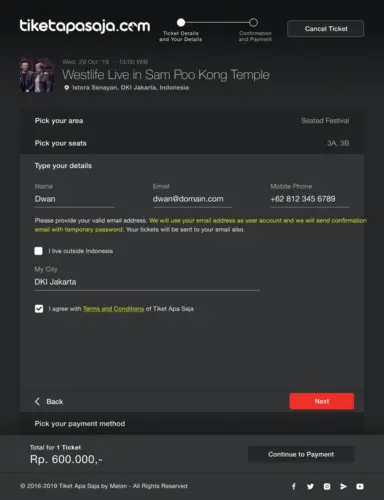 tiketapasaja.com
Ticket Details
and Your Details
Confirmation
and Payment
Cancel Ticket
Wed, 29 Oct '19 - 13:00 WIB
Westlife Live in Sam Poo Kong Temple
Istora Senayan, DKI Jakarta, Indonesia
Pick your area
Seated Festival
Pick your seats
3A, 3B
Type your details
Name
Email
Mobile Phone
Dwan
dwan@domain.com
+62 812 345 6789
Please provide your valid email address. We will use your email address as user account and we will send confirmation
email with temporary password. Your tickets will be sent to your email also.
I live outside Indonesia
My City
DKI Jakarta
I agree with Terms and Conditions of Tiket Apa Saja
Back
Next
Pick your payment method
Total for 1 Ticket
Rp. 600.000,-
Continue to Payment
© 2016-2019 Tiket Apa Saja by Melon - All Rights Reserved